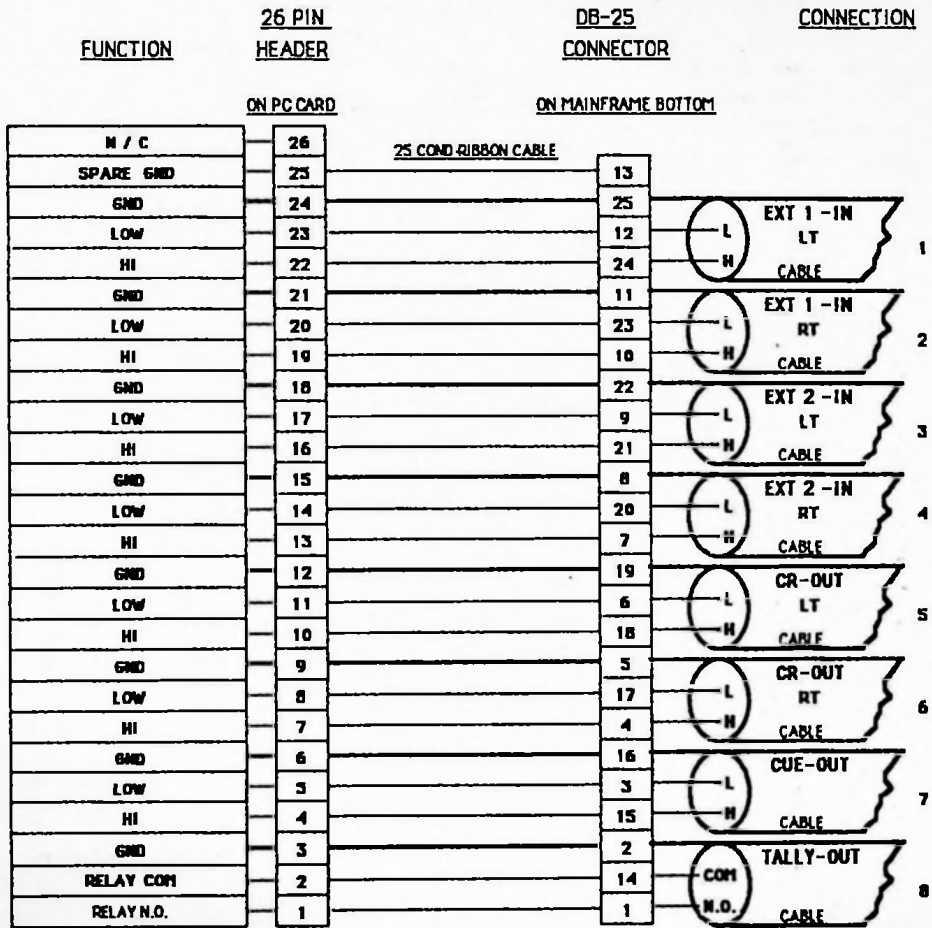 26 PIN DB-25 CONNECTION
FUNCTION HEADER CONNECTOR
ON PC CARD ON MAINFRAME BOTTOM
N / C 26 25 COND RIBBON CABLE
SPARE GND 25 13
GND 24 25 EXT 1 -IN
LOW 23 12 L LT 1
HI 22 24 H CABLE
GND 21 11 EXT 1 -IN
LOW 20 23 L RT 2
HI 19 10 H CABLE
GND 18 22 EXT 2 -IN
LOW 17 9 L LT 3
HI 16 21 H CABLE
GND 15 8 EXT 2 -IN
LOW 14 20 L RT 4
HI 13 7 H CABLE
GND 12 19 CR-OUT
LOW 11 6 L LT 5
HI 10 18 H CABLE
GND 9 5 CR-OUT
LOW 8 17 L RT 6
HI 7 4 H CABLE
GND 6 16 CUE-OUT
LOW 5 3 L 7
HI 4 15 H CABLE
GND 3 2 TALLY-OUT
RELAY COM 2 14 COM 8
RELAY N.O. 1 1 N.O. CABLE